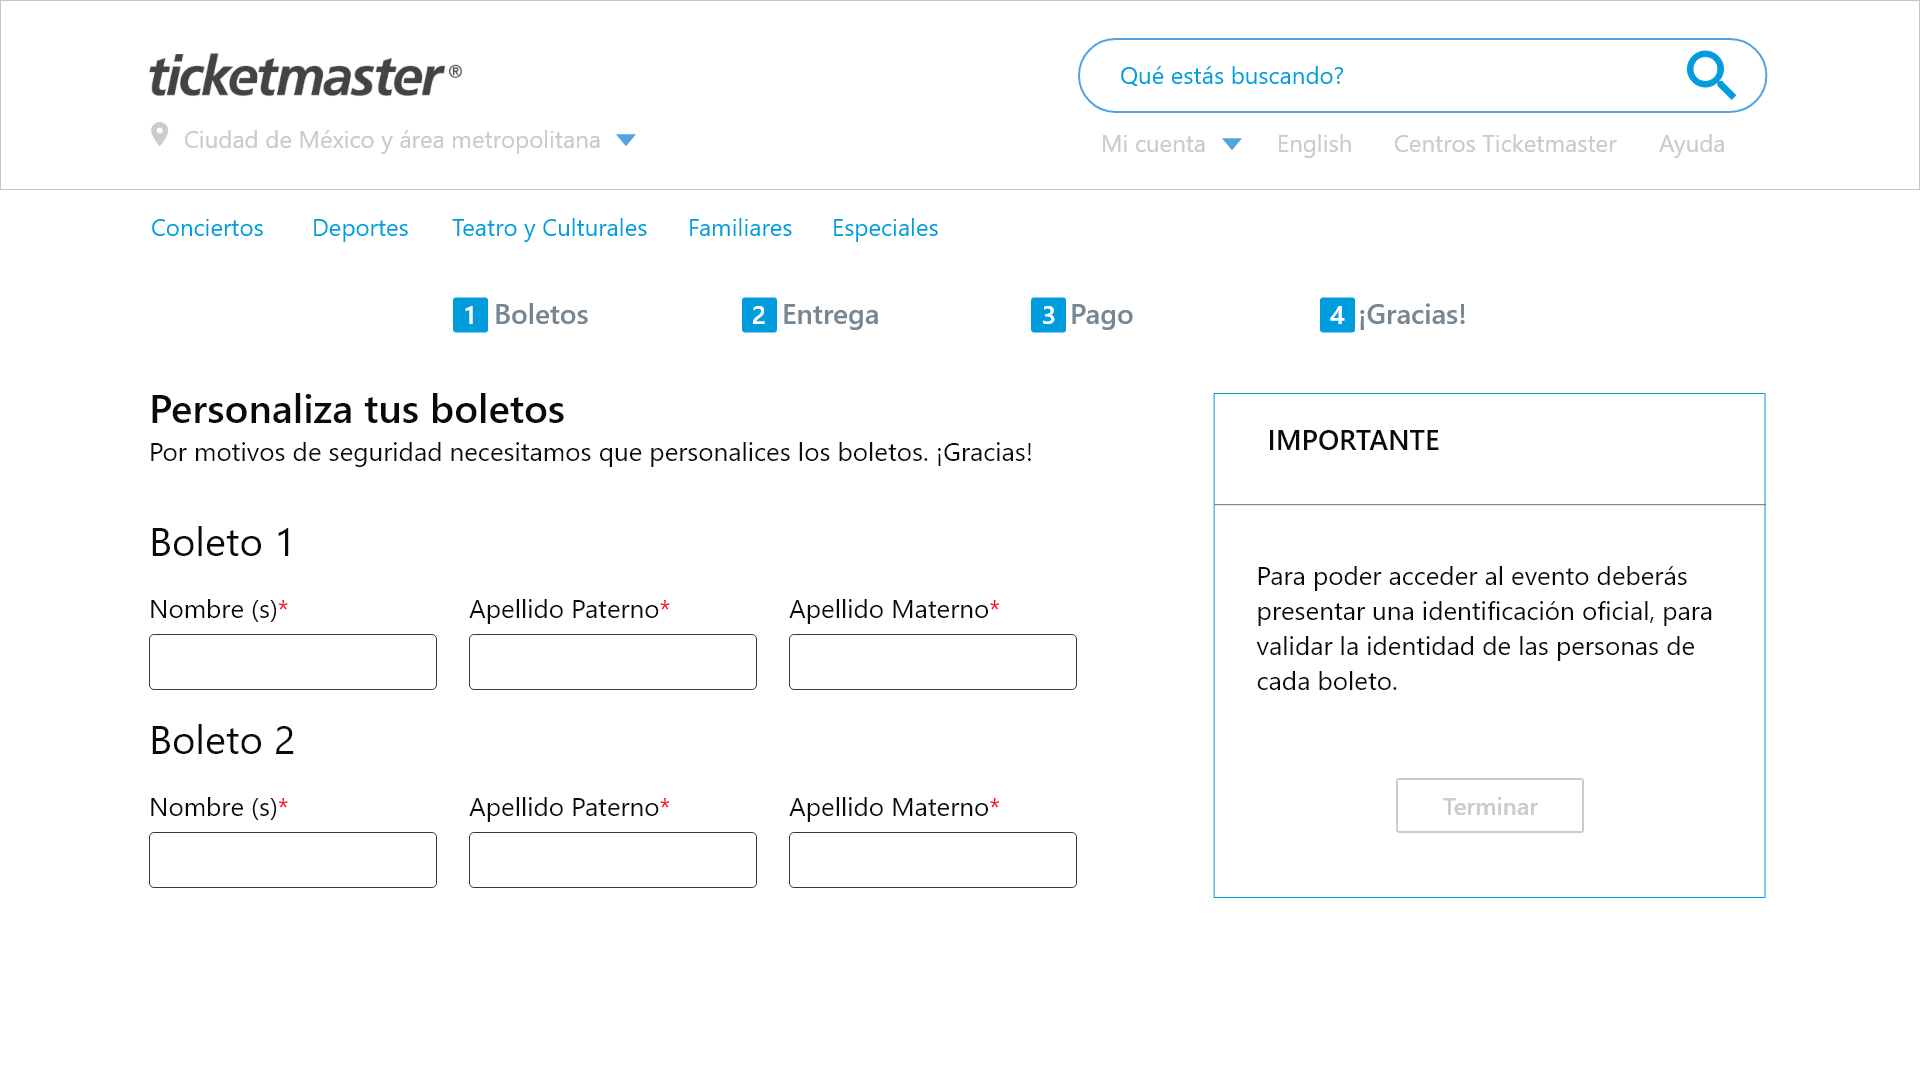 ticketmaster®
Qué estás buscando?
Ciudad de México y área metropolitana
Mi cuenta English Centros Ticketmaster Ayuda
Conciertos Deportes Teatro y Culturales Familiares Especiales
1 Boletos 2 Entrega 3 Pago 4 ¡Gracias!
Personaliza tus boletos
Por motivos de seguridad necesitamos que personalices los boletos. ¡Gracias!
Boleto 1
Nombre (s)* Apellido Paterno* Apellido Materno*
Boleto 2
Nombre (s)* Apellido Paterno* Apellido Materno*
IMPORTANTE
Para poder acceder al evento deberás
presentar una identificación oficial, para
validar la identidad de las personas de
cada boleto.
Terminar